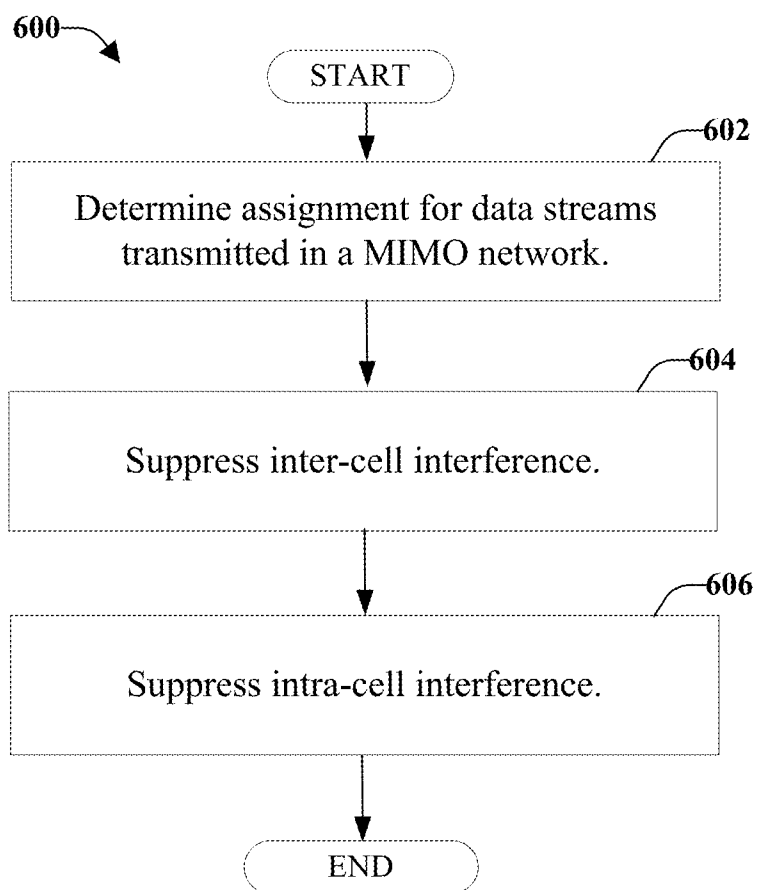 600
START
602
Determine assignment for data streams
transmitted in a MIMO network.
604
Suppress inter-cell interference.
606
Suppress intra-cell interference.
END